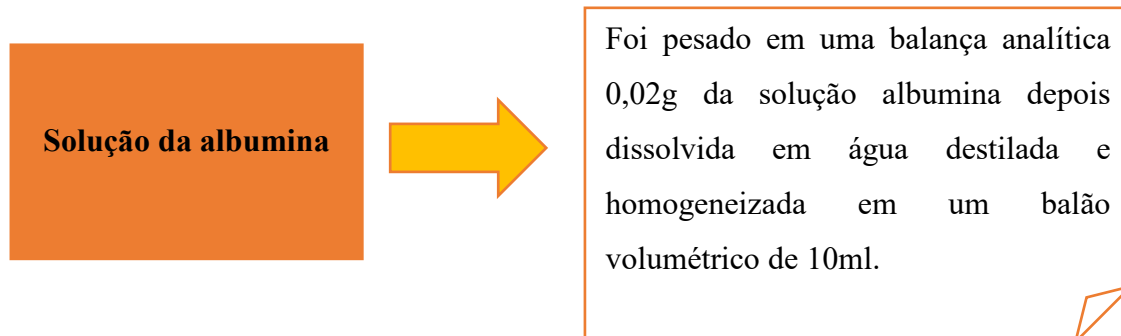 Solução da albumina
Foi pesado em uma balança analítica
0,02g da solução albumina depois
dissolvida em água destilada e
homogeneizada em um balão
volumétrico de 10ml.